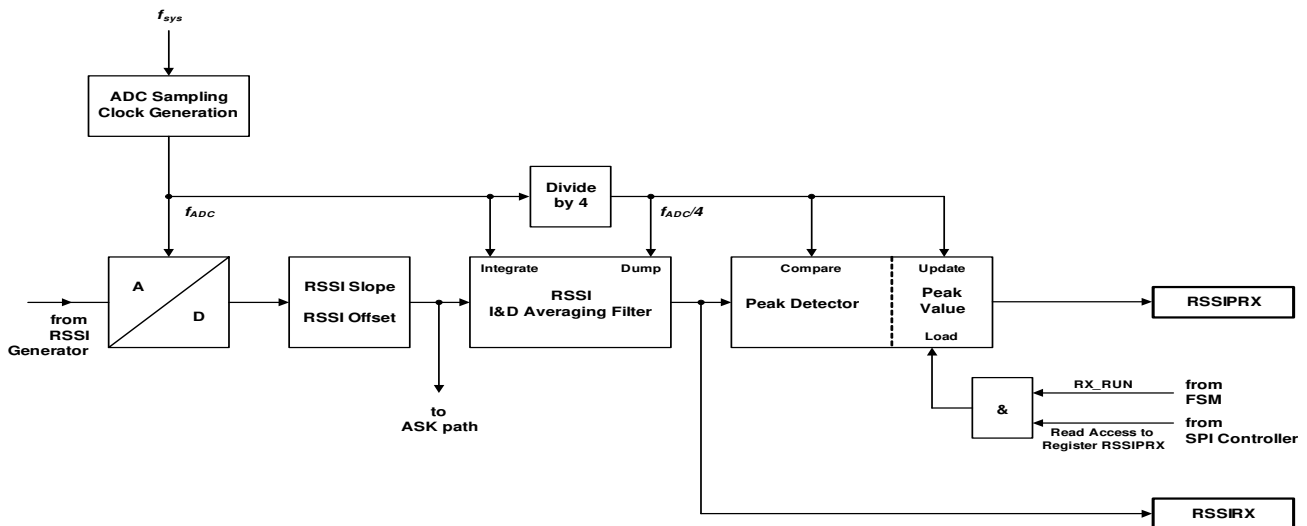 fsys
ADC Sampling
Clock Generation
Divide
by 4
fADC
fADC/4
A
D
from
RSSI
Generator
RSSI Slope
RSSI Offset
to
ASK path
Integrate
Dump
RSSI
I&D Averaging Filter
Compare
Peak Detector
Update
Peak
Value
Load
RSSIPRX
&
RX_RUN
from
FSM
Read Access to
Register RSSIPRX
from
SPI Controller
RSSIRX